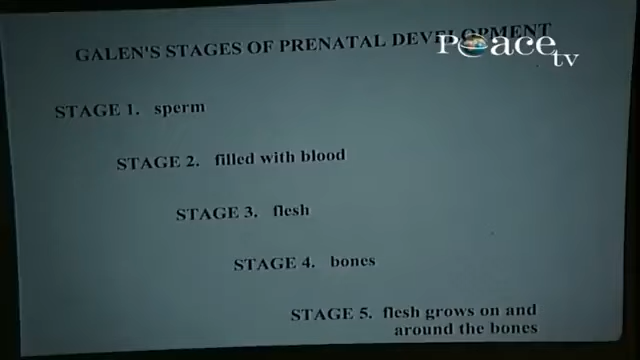 GALEN'S STAGES OF PRENATAL DEVELOPMENT
Peace tv
STAGE 1. sperm
STAGE 2. filled with blood
STAGE 3. flesh
STAGE 4. bones
STAGE 5. flesh grows on and
around the bones